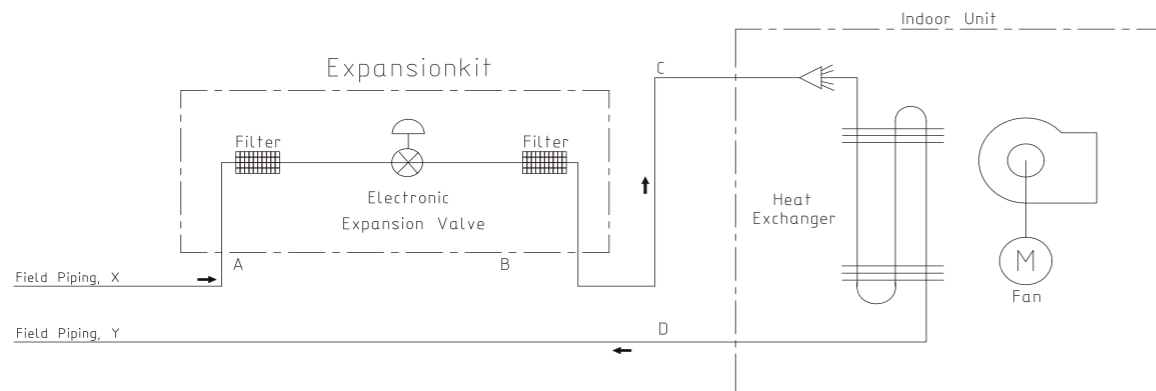 Indoor Unit
Expansionkit
C
Filter
Filter
Electronic
Expansion Valve
Heat
Exchanger
A
B
M
Field Piping, X
Fan
Field Piping, Y
D